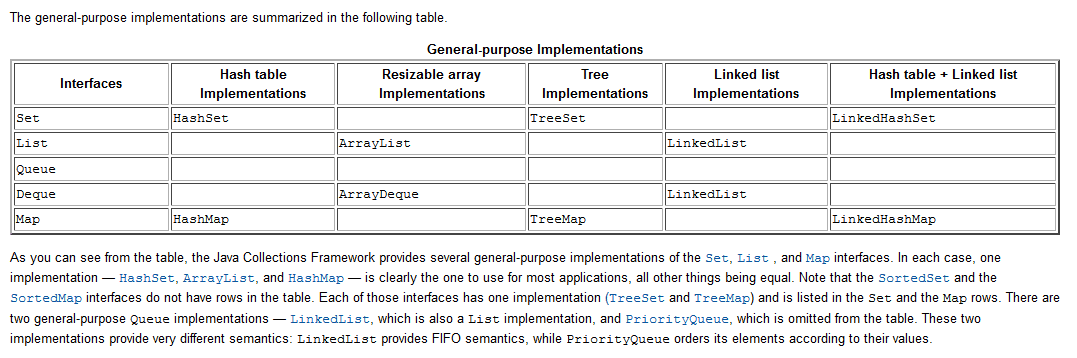 The general-purpose implementations are summarized in the following table.
General-purpose Implementations
Interfaces Hash table Implementations Resizable array Implementations Tree Implementations Linked list Implementations Hash table + Linked list Implementations
Set HashSet TreeSet LinkedHashSet
List ArrayList LinkedList
Queue
Deque ArrayDeque LinkedList
Map HashMap TreeMap LinkedHashMap
As you can see from the table, the Java Collections Framework provides several general-purpose implementations of the Set, List , and Map interfaces. In each case, one
implementation — HashSet, ArrayList, and HashMap — is clearly the one to use for most applications, all other things being equal. Note that the SortedSet and the
SortedMap interfaces do not have rows in the table. Each of those interfaces has one implementation (TreeSet and TreeMap) and is listed in the Set and the Map rows. There are
two general-purpose Queue implementations — LinkedList, which is also a List implementation, and PriorityQueue, which is omitted from the table. These two
implementations provide very different semantics: LinkedList provides FIFO semantics, while PriorityQueue orders its elements according to their values.